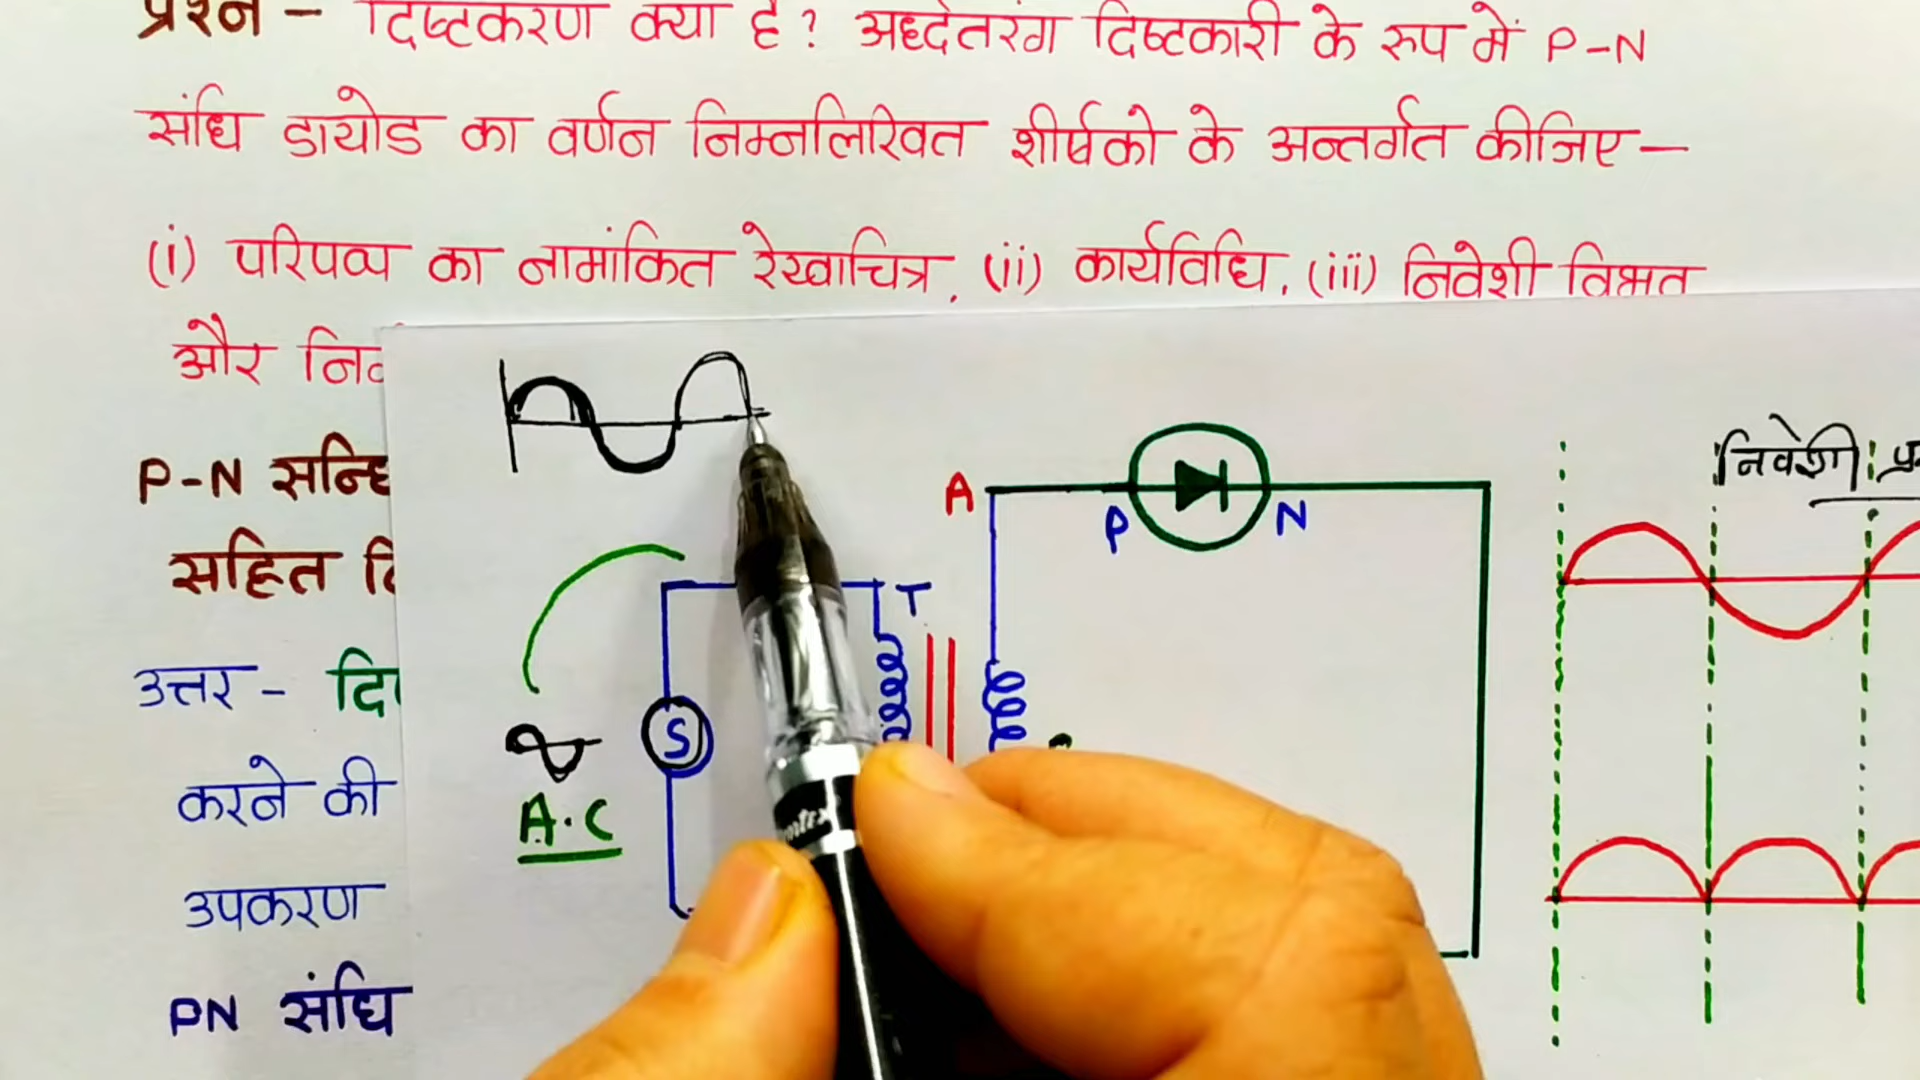 प्रश्न - दिष्टकरण क्या है? अर्द्धतरंग दिष्टकारी के रूप में P-N
संधि डायोड का वर्णन निम्नलिखित शीर्षको के अन्तर्गत कीजिए -
(i) परिपथ का नामांकित रेखाचित्र, (ii) कार्यविधि, (iii) निवेशी विभव
और
P-N सन्धि
सहित
उत्तर -
करने की
उपकरण
PN संधि
A
P
N
T
S
A.C
निवेशी